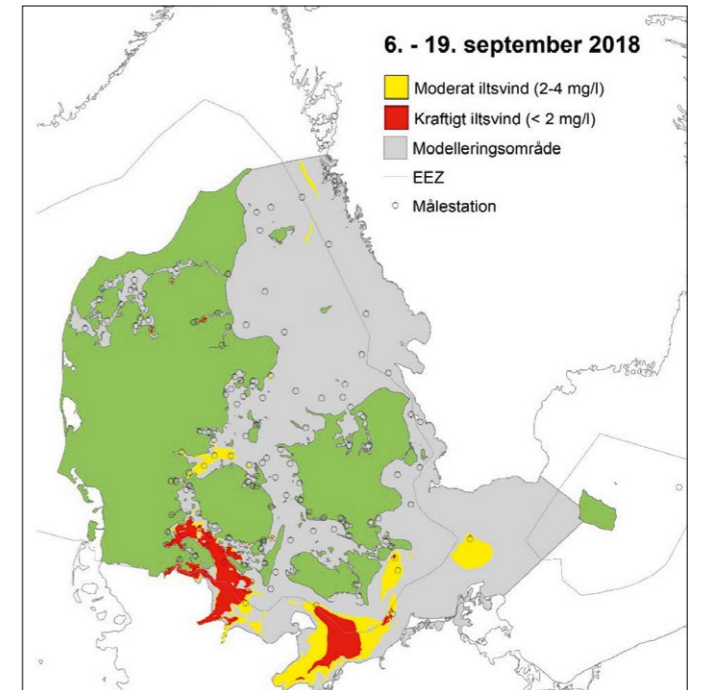 6. - 19. september 2018
Moderat iltsvind (2-4 mg/l)
Kraftigt iltsvind (< 2 mg/l)
Modelleringsområde
EEZ
Målestation